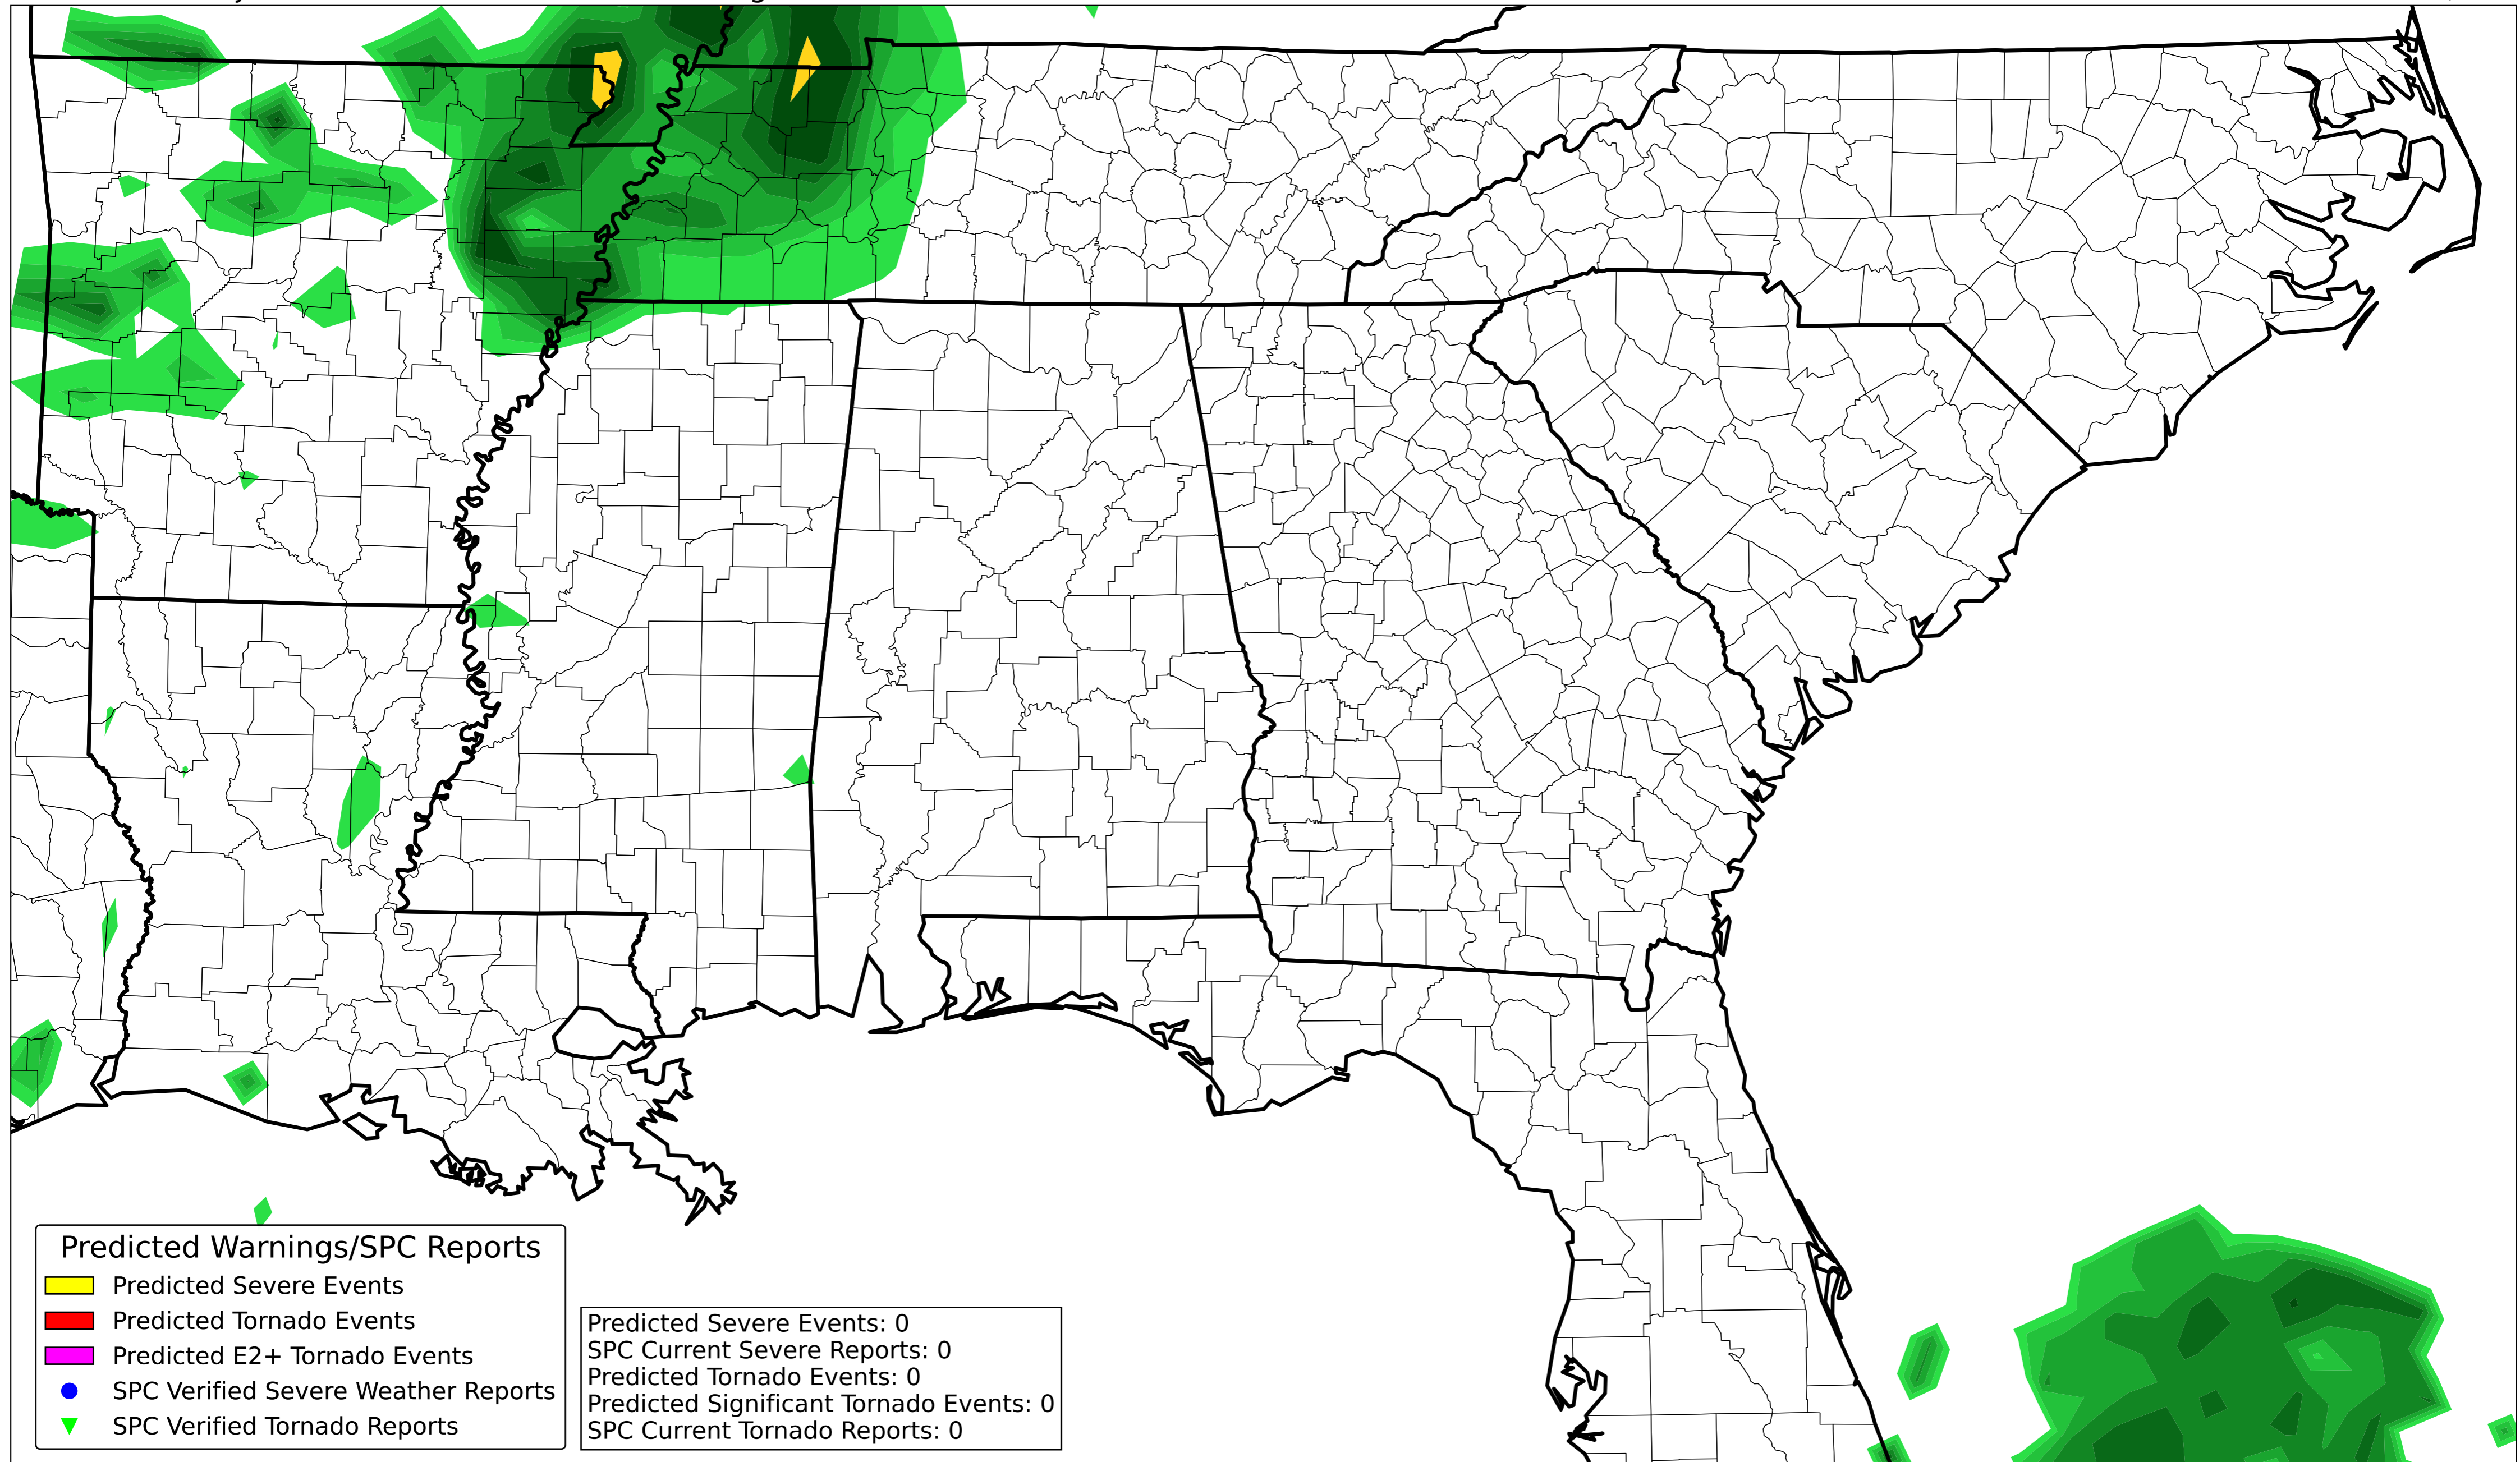 Predicted Warnings/SPC Reports
Predicted Severe Events
Predicted Tornado Events
Predicted E2+ Tornado Events
SPC Verified Severe Weather Reports
SPC Verified Tornado Reports
Predicted Severe Events: 0
SPC Current Severe Reports: 0
Predicted Tornado Events: 0
Predicted Significant Tornado Events: 0
SPC Current Tornado Reports: 0